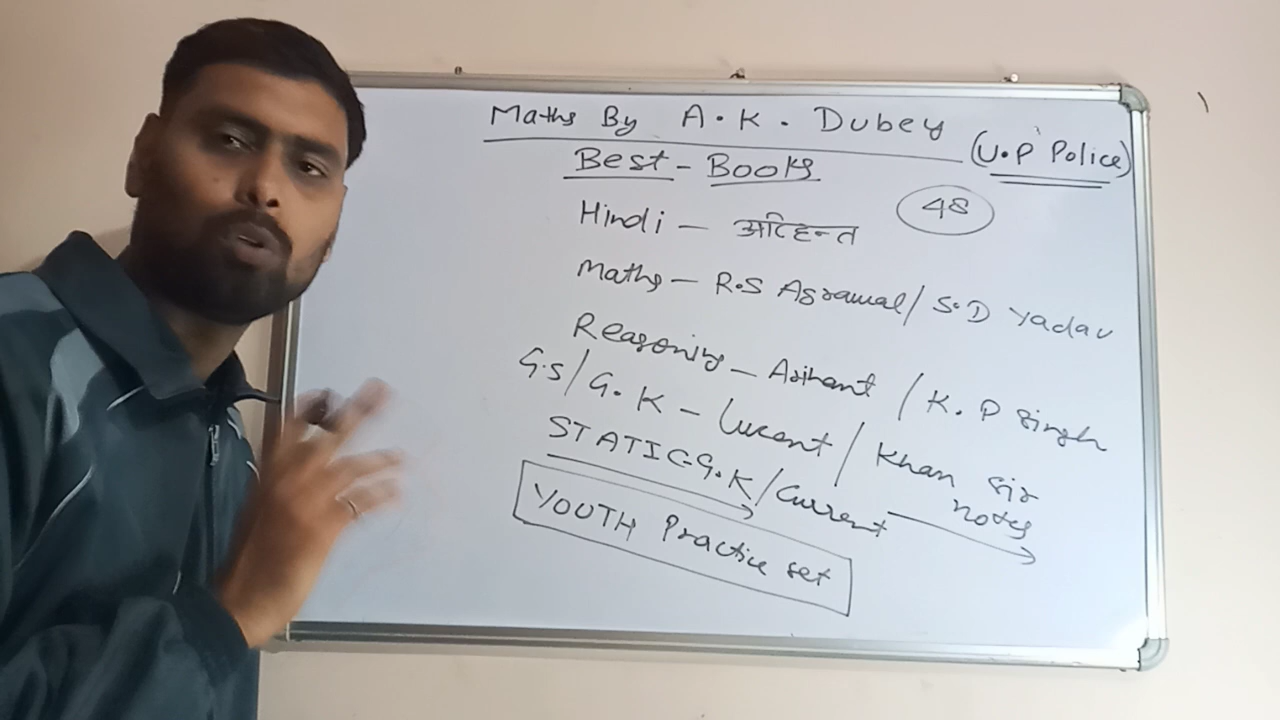 Maths By A.K. Dubey
(U.P Police)
Best-Books
48
Hindi - अरिहन्त
Maths - R.S Agrawal/S.D Yadav
Reasoning - Arihant / K.P Singh
G.S/G.K - Lucent/Khan sir notes
STATIC-G.K/Current
YOUTH Practice set